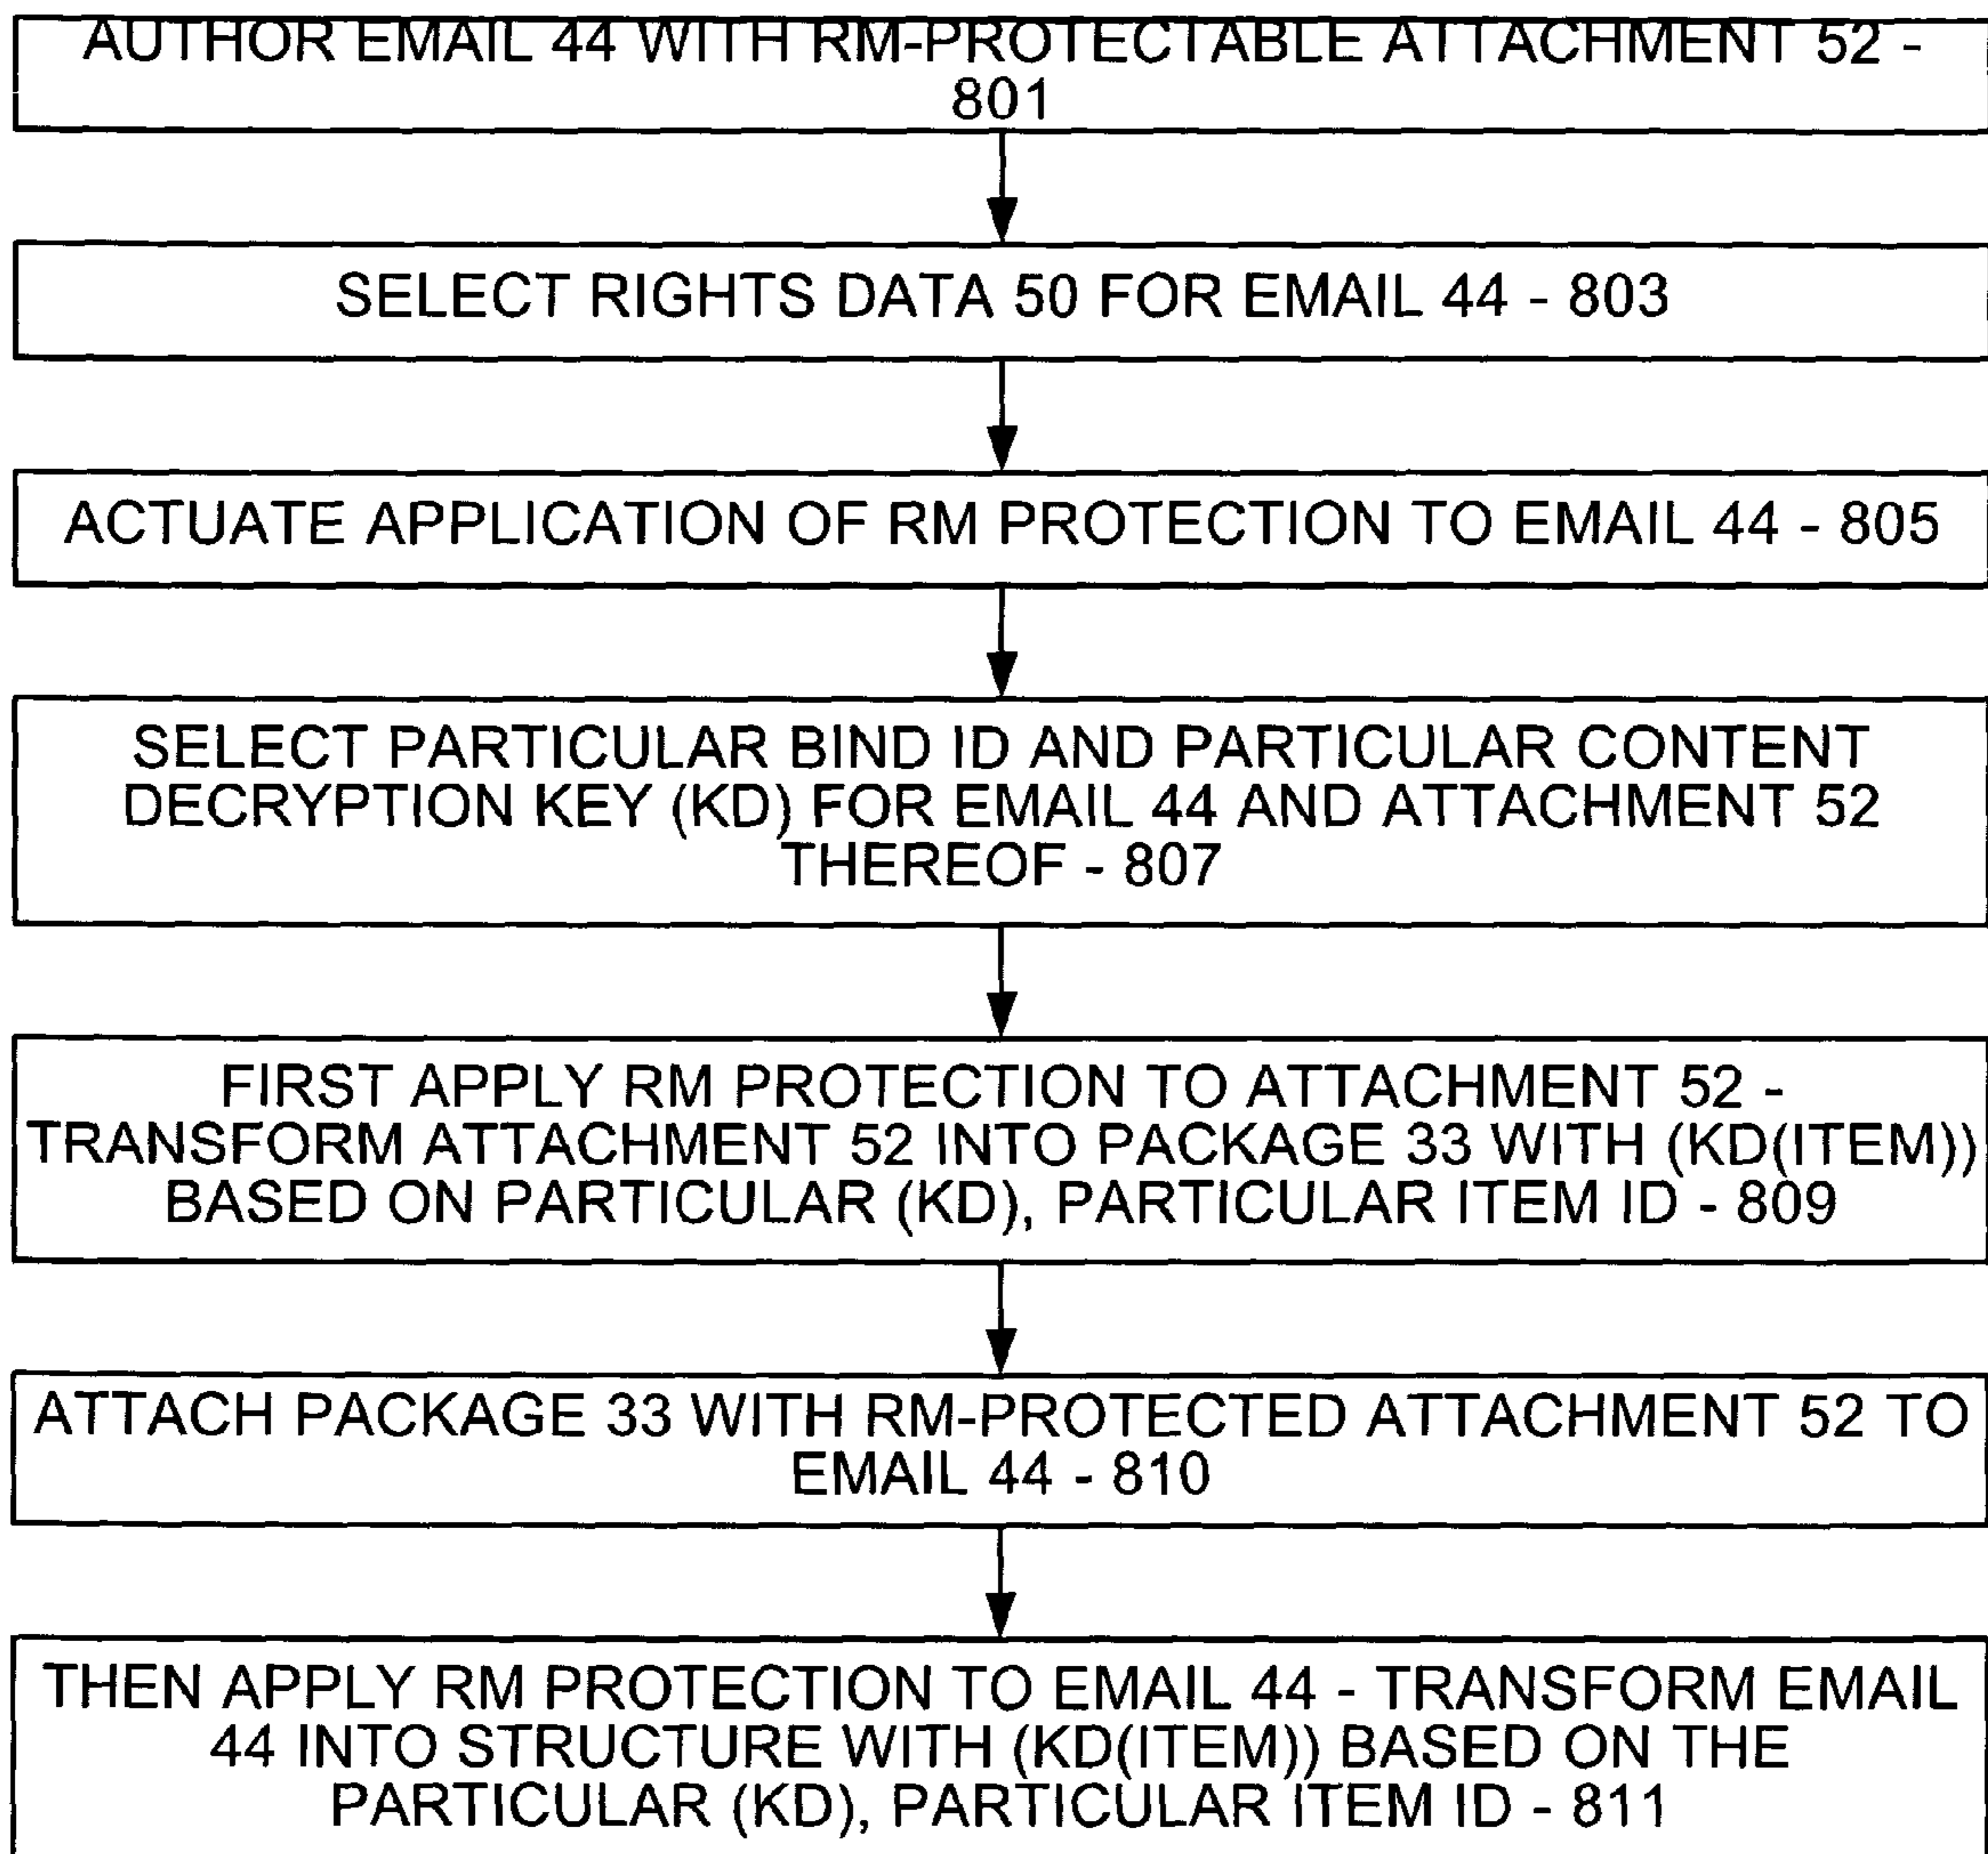 AUTHOR EMAIL 44 WITH RM-PROTECTABLE ATTACHMENT 52 -
801
SELECT RIGHTS DATA 50 FOR EMAIL 44 - 803
ACTUATE APPLICATION OF RM PROTECTION TO EMAIL 44 - 805
SELECT PARTICULAR BIND ID AND PARTICULAR CONTENT
DECRYPTION KEY (KD) FOR EMAIL 44 AND ATTACHMENT 52
THEREOF - 807
FIRST APPLY RM PROTECTION TO ATTACHMENT 52 -
TRANSFORM ATTACHMENT 52 INTO PACKAGE 33 WITH (KD(ITEM))
BASED ON PARTICULAR (KD), PARTICULAR ITEM ID - 809
ATTACH PACKAGE 33 WITH RM-PROTECTED ATTACHMENT 52 TO
EMAIL 44 - 810
THEN APPLY RM PROTECTION TO EMAIL 44 - TRANSFORM EMAIL
44 INTO STRUCTURE WITH (KD(ITEM)) BASED ON THE
PARTICULAR (KD), PARTICULAR ITEM ID - 811